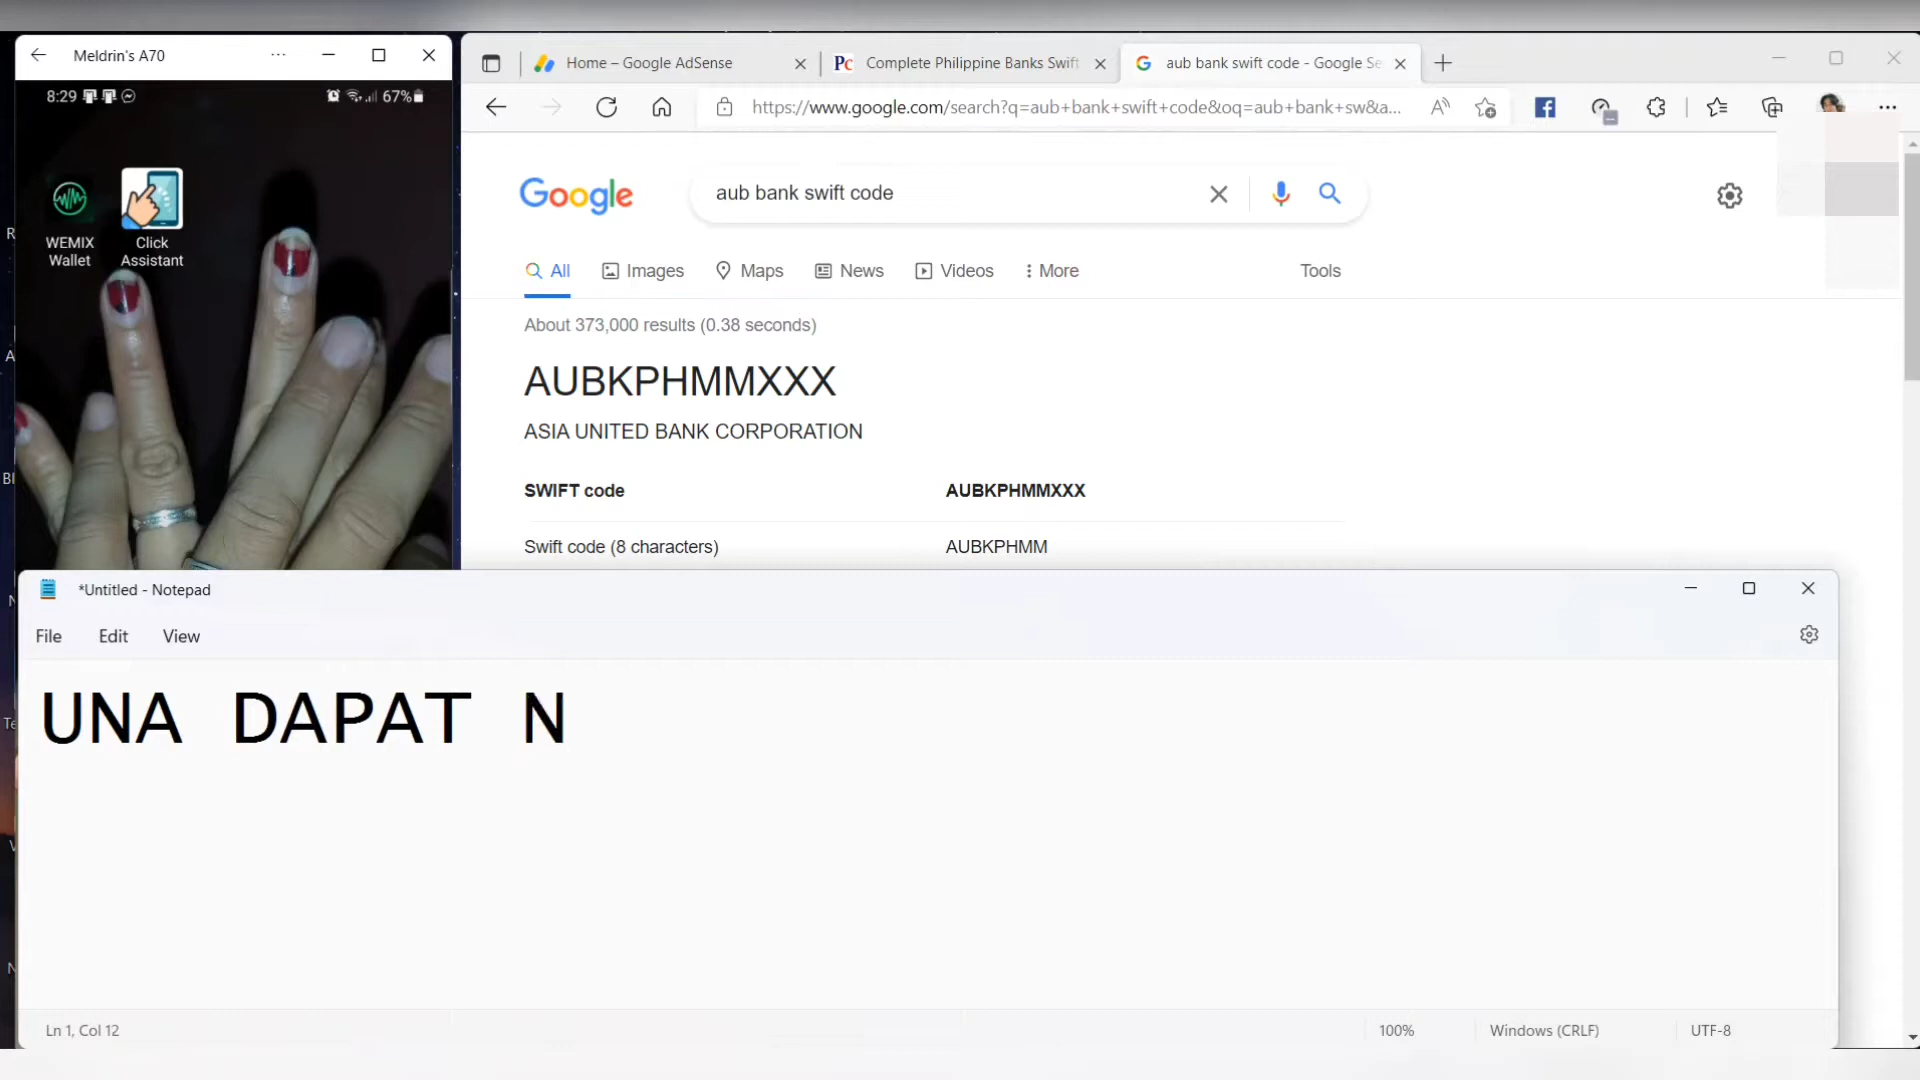 Meldrin's A70
8:29
67%
WEMIX
Wallet
Click
Assistant
Home – Google AdSense
Complete Philippine Banks Swift
aub bank swift code - Google Se
https://www.google.com/search?q=aub+bank+swift+code&oq=aub+bank+sw&a...
Google
aub bank swift code
All
Images
Maps
News
Videos
More
Tools
About 373,000 results (0.38 seconds)
AUBKPHMMXXX
ASIA UNITED BANK CORPORATION
SWIFT code
AUBKPHMMXXX
Swift code (8 characters)
AUBKPHMM
*Untitled - Notepad
File
Edit
View
UNA DAPAT N
Ln 1, Col 12
100%
Windows (CRLF)
UTF-8